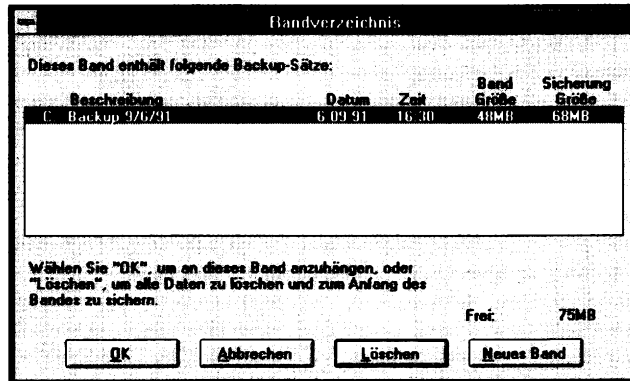 Bandverzeichnis
Dieses Band enthält folgende Backup-Sätze:
Band Sicherung
Beschreibung Datum Zeit Größe Größe
C Backup 9/6/91 6 09 91 16:30 48MB 68MB
Wählen Sie "OK", um an dieses Band anzuhängen, oder
"Löschen", um alle Daten zu löschen und zum Anfang des
Bandes zu sichern.
Frei: 75MB
OK Abbrechen Löschen Neues Band